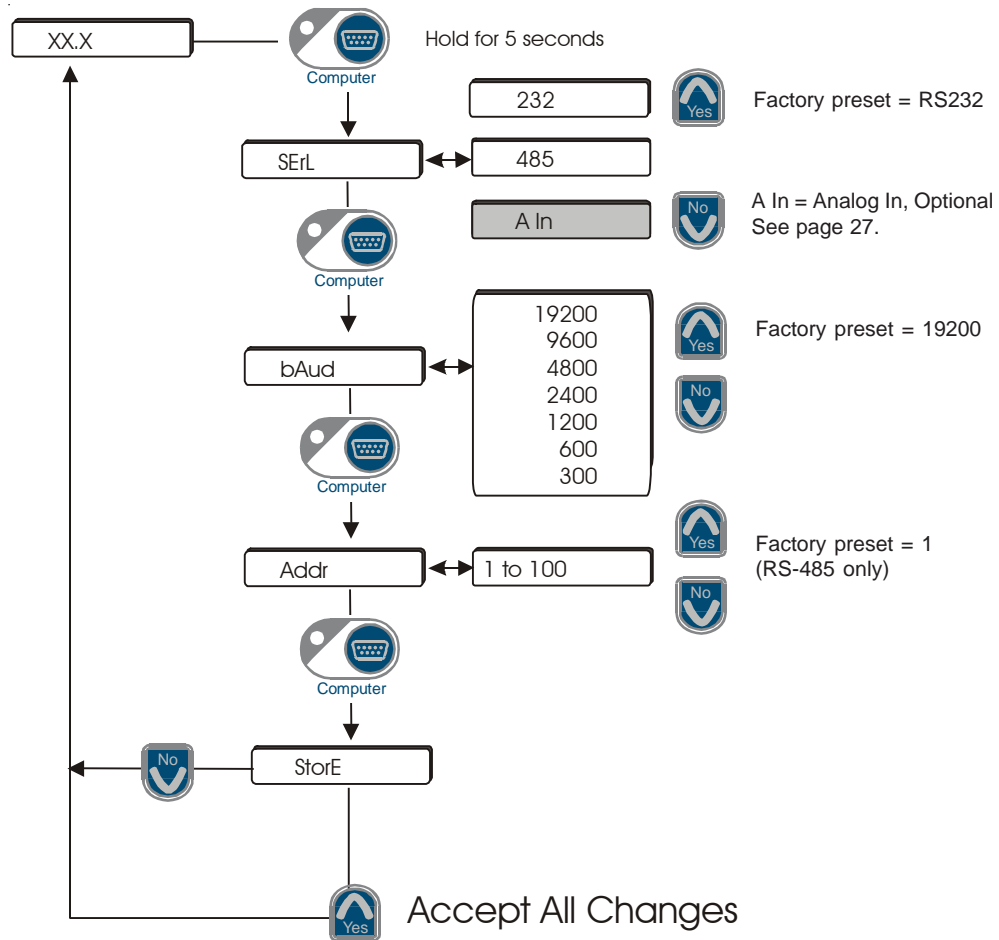 XX.X
Hold for 5 seconds
Computer
232
Yes
Factory preset = RS232
SErL
485
A In
No
A In = Analog In, Optional
See page 27.
Computer
19200
9600
4800
2400
1200
600
300
Yes
Factory preset = 19200
bAud
No
Computer
Yes
Factory preset = 1
(RS-485 only)
Addr
1 to 100
No
Computer
No
StorE
Yes
Accept All Changes